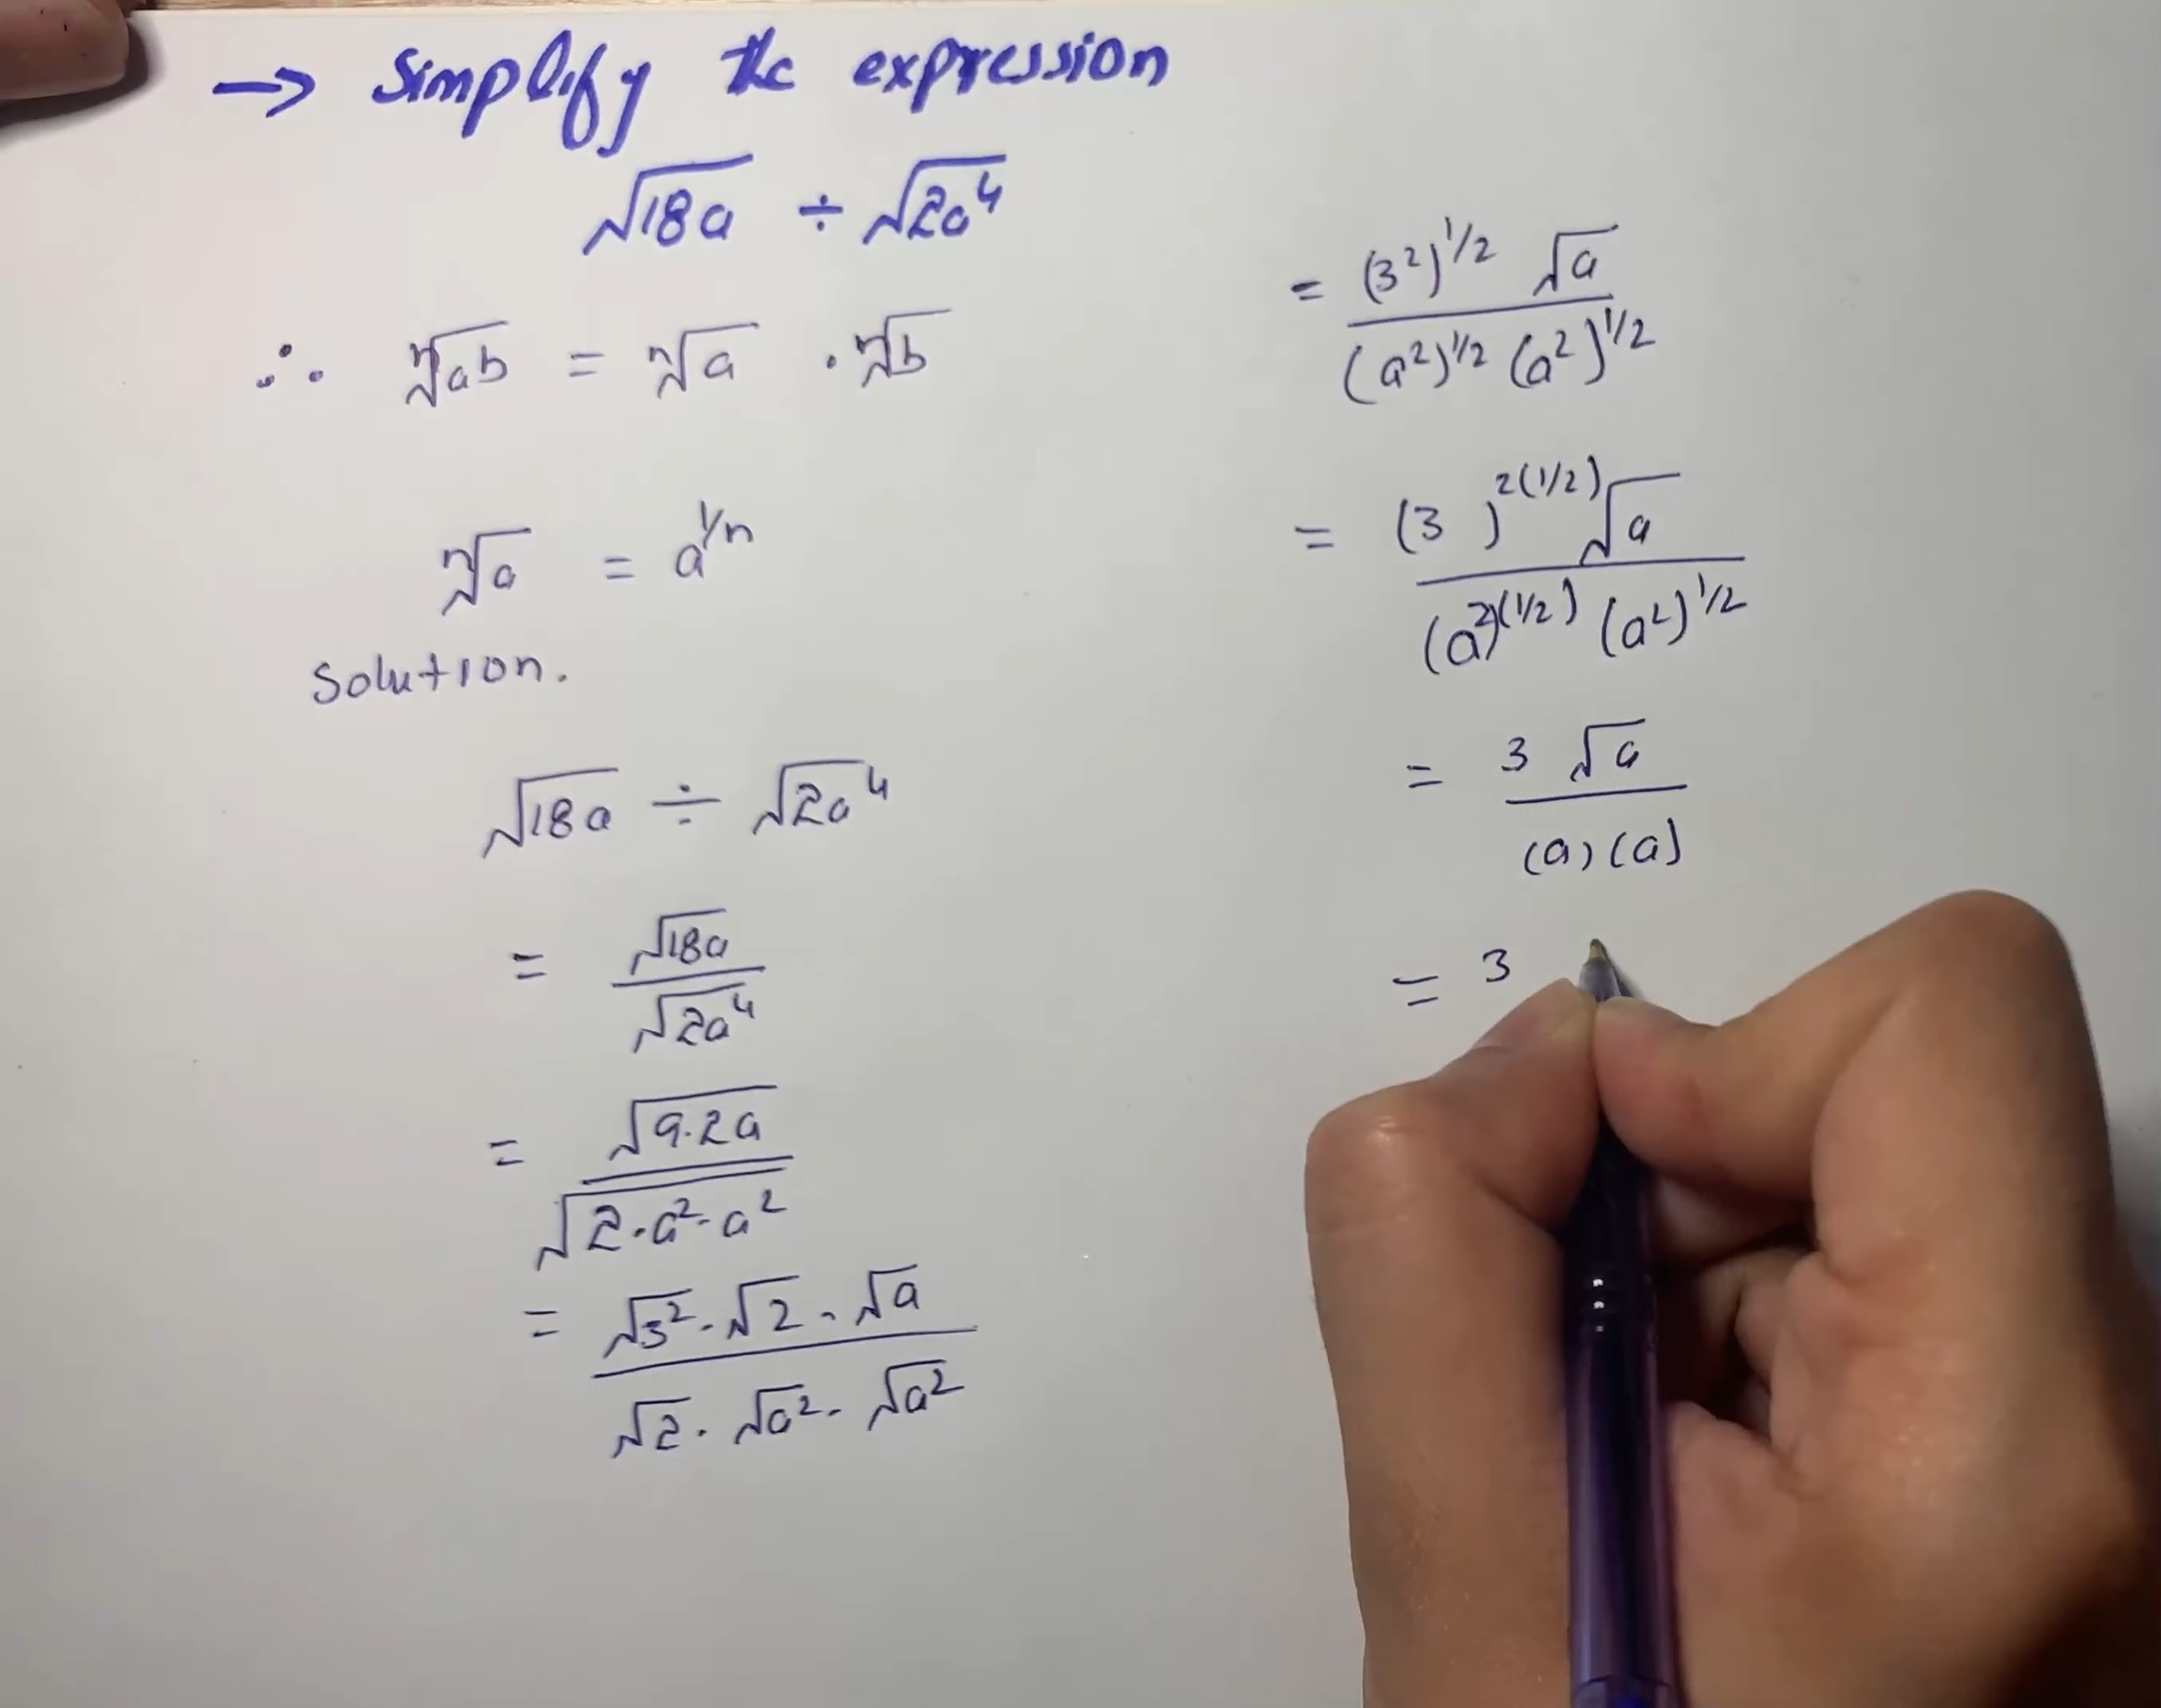 → Simplify the expression
√18a ÷ √2a⁴
∴ ⁿ√ab = ⁿ√a · ⁿ√b
ⁿ√a = a^1/n
Solution.
√18a ÷ √2a⁴
= √18a / √2a⁴
= √9·2a / √2·a²·a²
= √3²·√2·√a / √2·√a²·√a²
= (3²)^1/2 √a / (a²)^1/2 (a²)^1/2
= (3 )^2(1/2) √a / (a²)^(1/2) (a²)^1/2
= 3 √a / (a)(a)
= 3